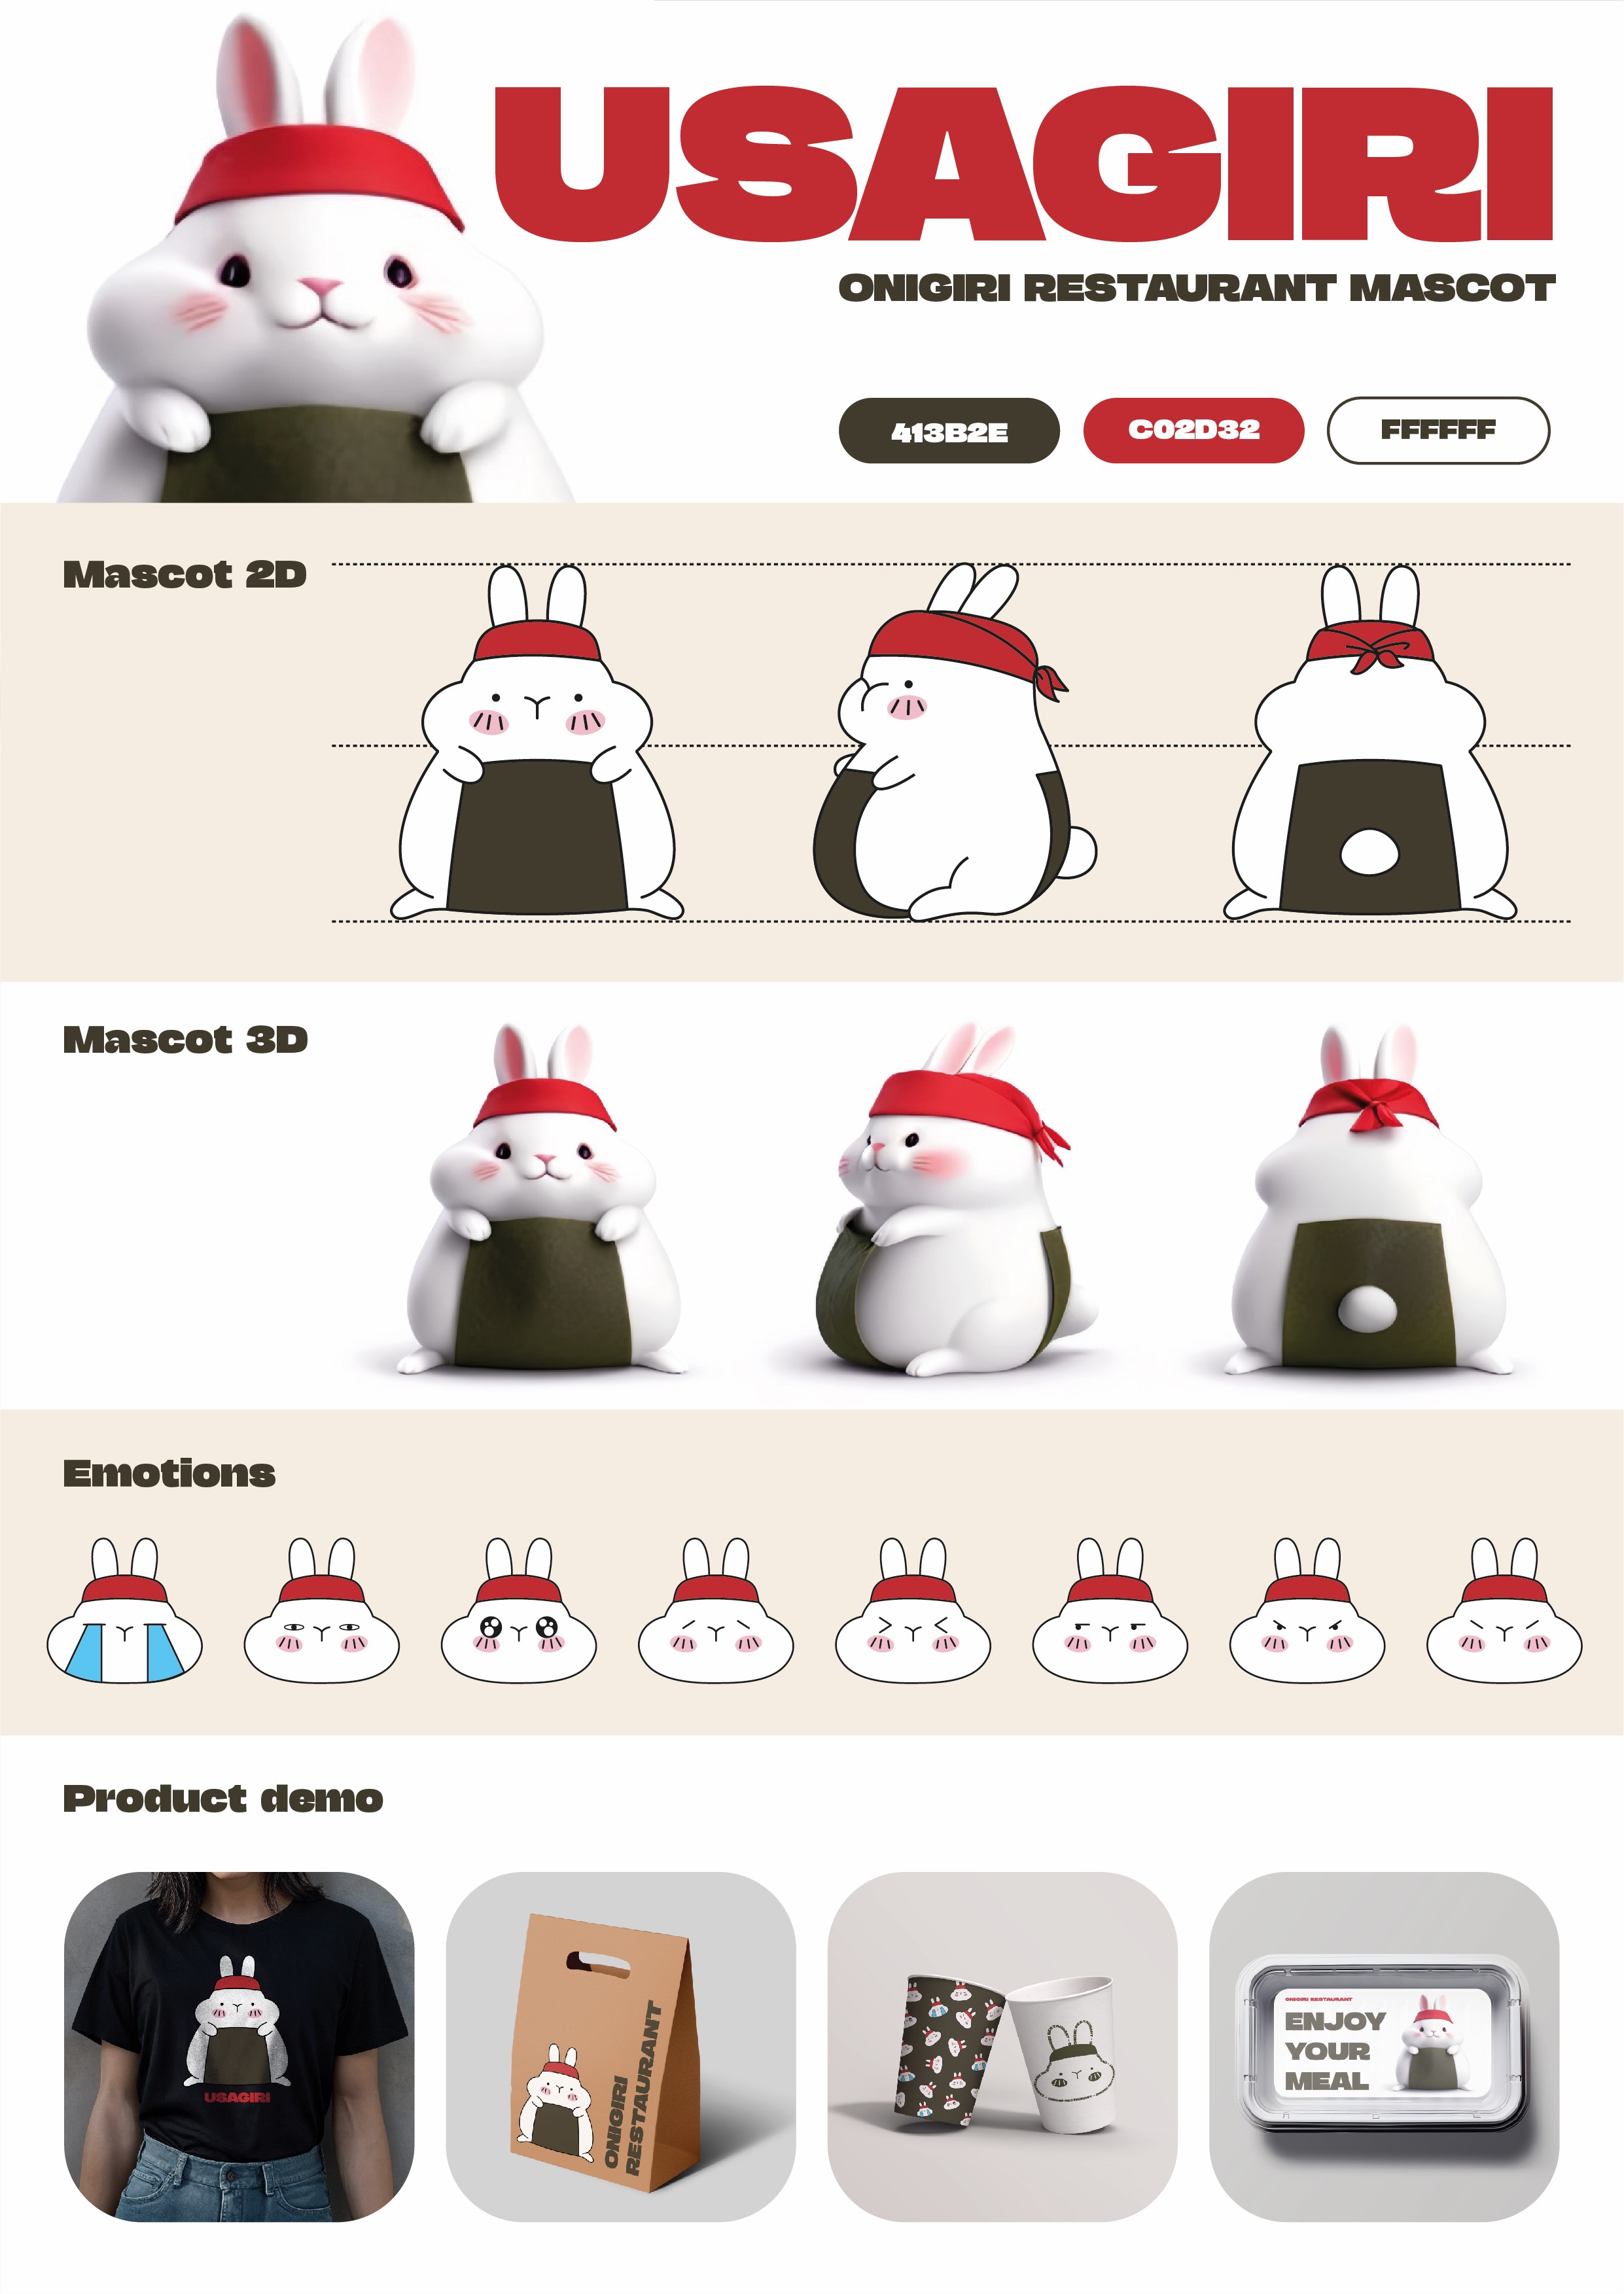 USAGIRI
ONIGIRI RESTAURANT MASCOT
413B2E
C02D32
FFFFFF
Mascot 2D
Mascot 3D
Emotions
Product demo
USAGIRI
ONIGIRI
RESTAURANT
ONIGIRI RESTAURANT
ENJOY
YOUR
MEAL